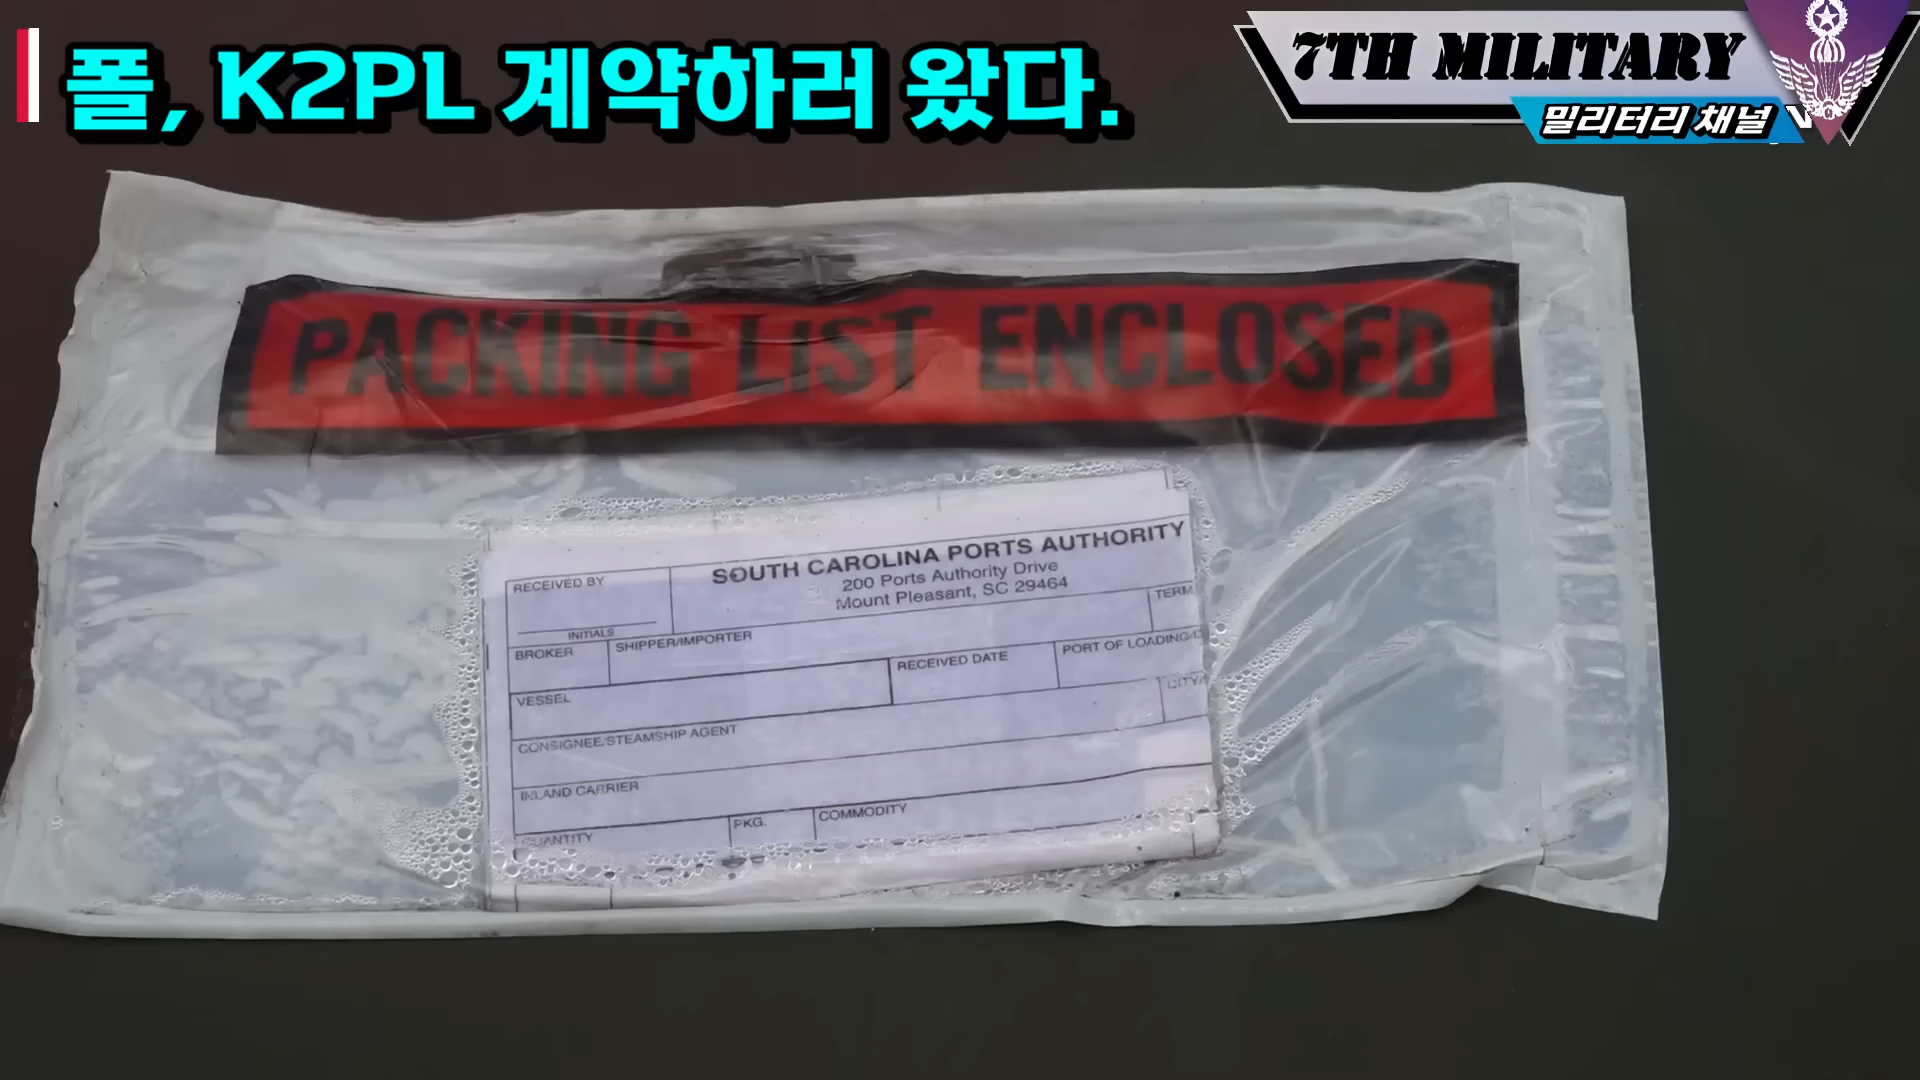 폴, K2PL 계약하러 왔다.
7TH MILITARY
밀리터리 채널
PACKING LIST ENCLOSED
SOUTH CAROLINA PORTS AUTHORITY
200 Ports Authority Drive
Mount Pleasant, SC 29464
RECEIVED BY
INITIALS
TERM
BROKER
SHIPPER/IMPORTER
RECEIVED DATE
PORT OF LOADING
VESSEL
CITY/
CONSIGNEE/STEAMSHIP AGENT
INLAND CARRIER
QUANTITY
PKG.
COMMODITY